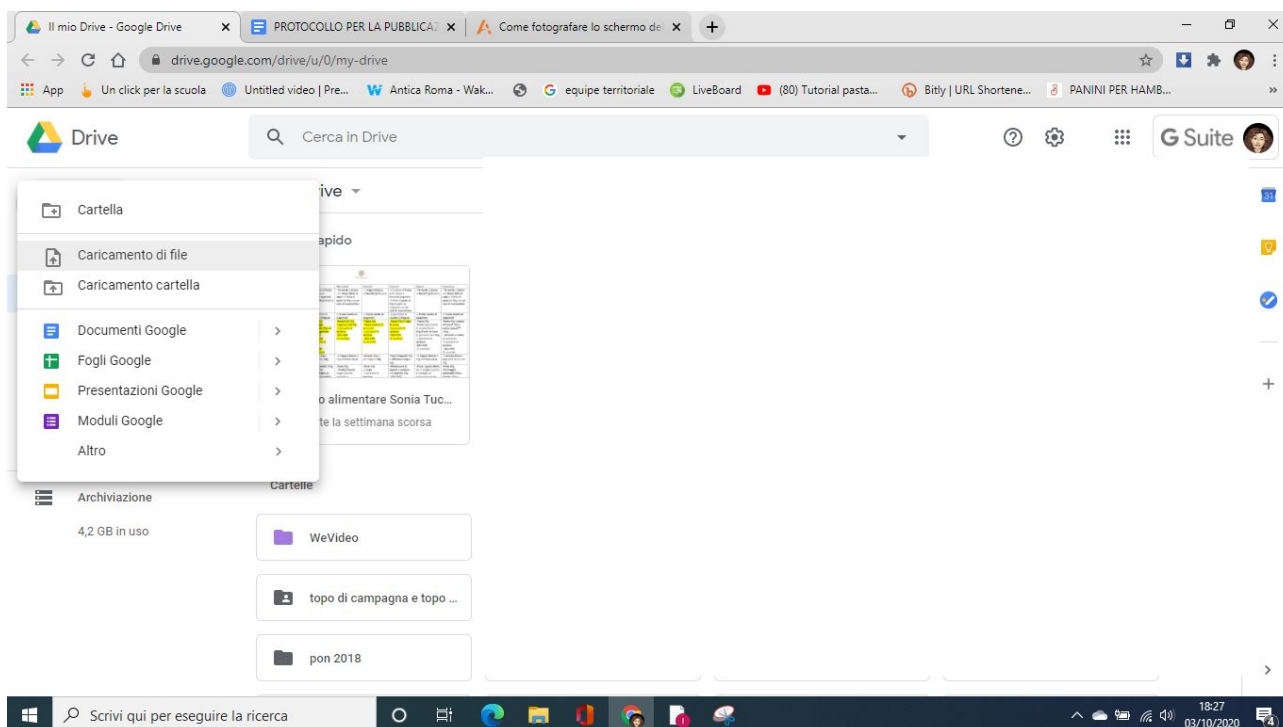 Il mio Drive - Google Drive
PROTOCOLLO PER LA PUBBLICAZ
Come fotografare lo schermo del
drive.google.com/drive/u/0/my-drive
App Un click per la scuola Untitled video | Pre... Antica Roma - Wak... equipe territoriale LiveBoard (80) Tutorial pasta... Bitly | URL Shortene... PANINI PER HAMB... »
Drive
Cerca in Drive
G Suite
ive
Cartella
apido
Caricamento di file
Caricamento cartella
31
Documenti Google
Fogli Google
Presentazioni Google
Moduli Google
Altro
o alimentare Sonia Tuc...
te la settimana scorsa
Cartelle
Archiviazione
4,2 GB in uso
WeVideo
topo di campagna e topo ...
pon 2018
Scrivi qui per eseguire la ricerca
18:27
03/10/2020